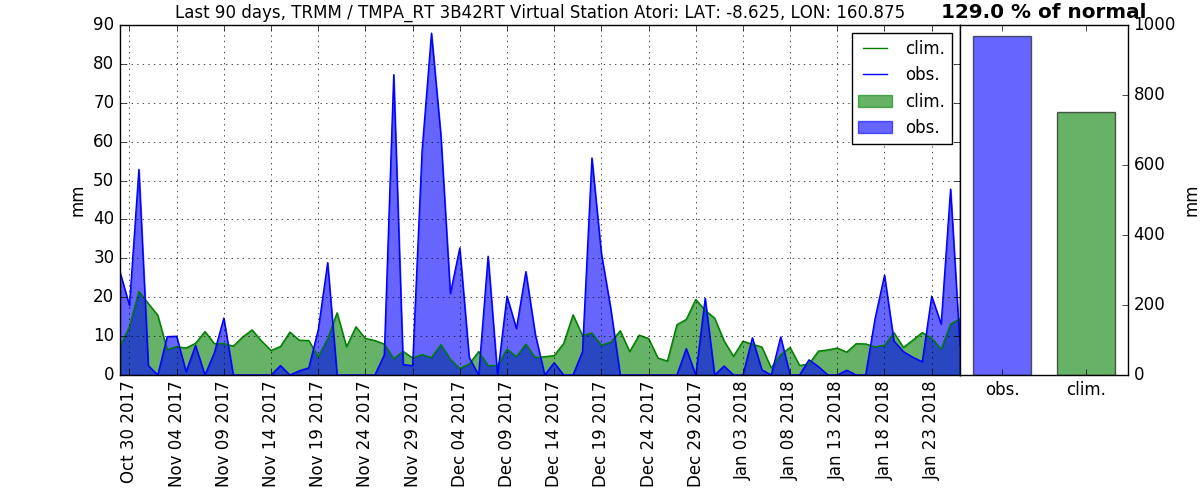 Last 90 days, TRMM / TMPA_RT 3B42RT Virtual Station Atori: LAT: -8.625, LON: 160.875
129.0 % of normal
90
80
70
60
50
40
30
20
10
0
mm
clim.
obs.
clim.
obs.
1000
800
600
400
200
0
mm
Oct 30 2017
Nov 04 2017
Nov 09 2017
Nov 14 2017
Nov 19 2017
Nov 24 2017
Nov 29 2017
Dec 04 2017
Dec 09 2017
Dec 14 2017
Dec 19 2017
Dec 24 2017
Dec 29 2017
Jan 03 2018
Jan 08 2018
Jan 13 2018
Jan 18 2018
Jan 23 2018
obs.
clim.